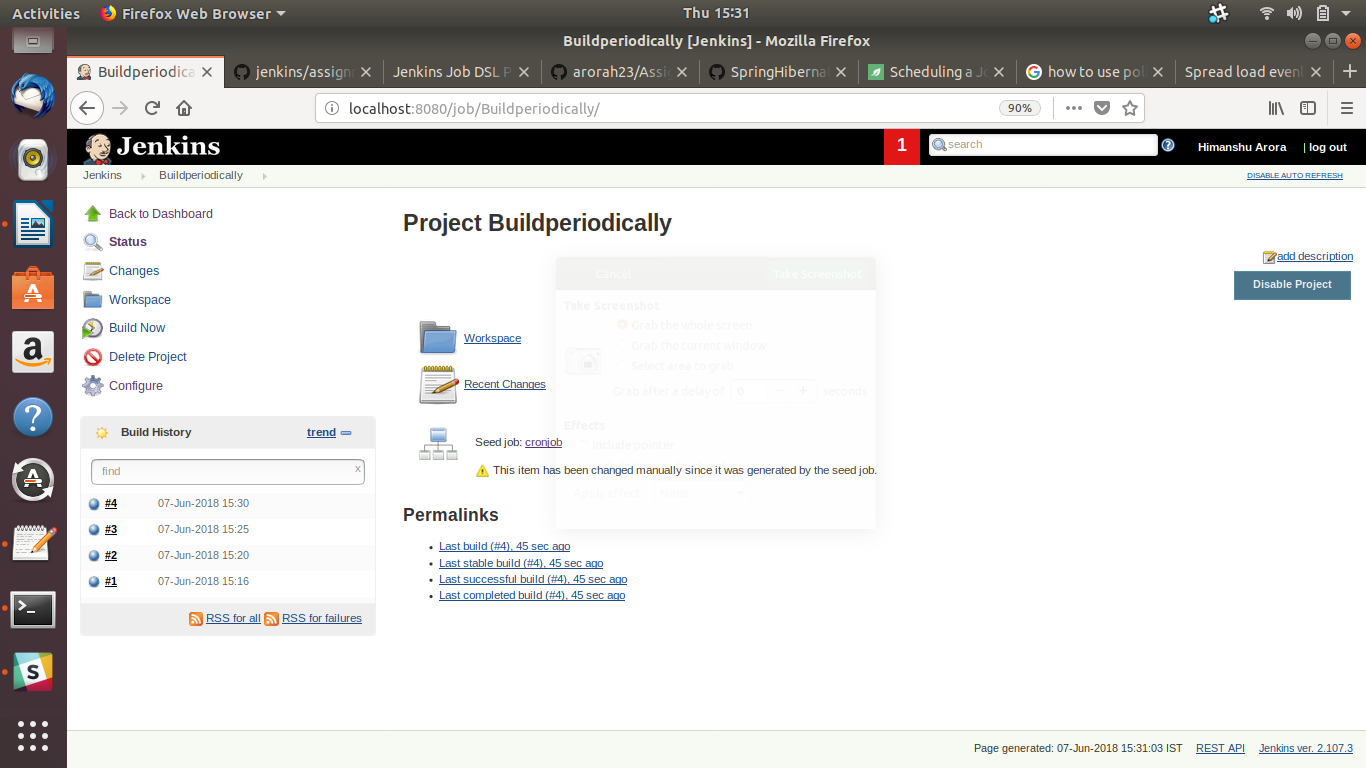 Activities Firefox Web Browser Thu 15:31
Buildperiodically [Jenkins] - Mozilla Firefox
Buildperiodica jenkins/assign Jenkins Job DSL P arorah23/Assig SpringHiberna Scheduling a Jo how to use pol Spread load evenl
localhost:8080/job/Buildperiodically/ 90%
Jenkins 1 search Himanshu Arora | log out
Jenkins Buildperiodically DISABLE AUTO REFRESH
Back to Dashboard
Status
Changes
Workspace
Build Now
Delete Project
Configure
Build History trend
find x
#4 07-Jun-2018 15:30
#3 07-Jun-2018 15:25
#2 07-Jun-2018 15:20
#1 07-Jun-2018 15:16
RSS for all RSS for failures
Project Buildperiodically
add description
Disable Project
Cancel Take Screenshot
Take Screenshot
Grab the whole screen
Grab the current window
Select area to grab
Grab after a delay of 0 - + seconds
Effects
Include pointer
Apply effect: None
Workspace
Recent Changes
Seed job: cronjob
This item has been changed manually since it was generated by the seed job.
Permalinks
Last build (#4), 45 sec ago
Last stable build (#4), 45 sec ago
Last successful build (#4), 45 sec ago
Last completed build (#4), 45 sec ago
Page generated: 07-Jun-2018 15:31:03 IST REST API Jenkins ver. 2.107.3